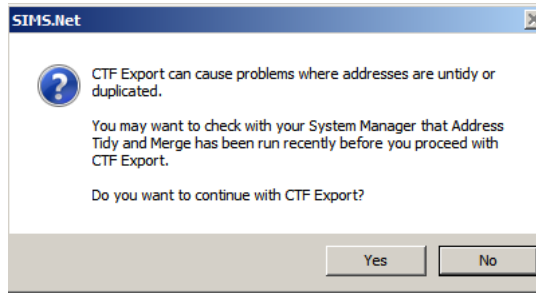 SIMS.Net
CTF Export can cause problems where addresses are untidy or
duplicated.
You may want to check with your System Manager that Address
Tidy and Merge has been run recently before you proceed with
CTF Export.
Do you want to continue with CTF Export?
Yes
No